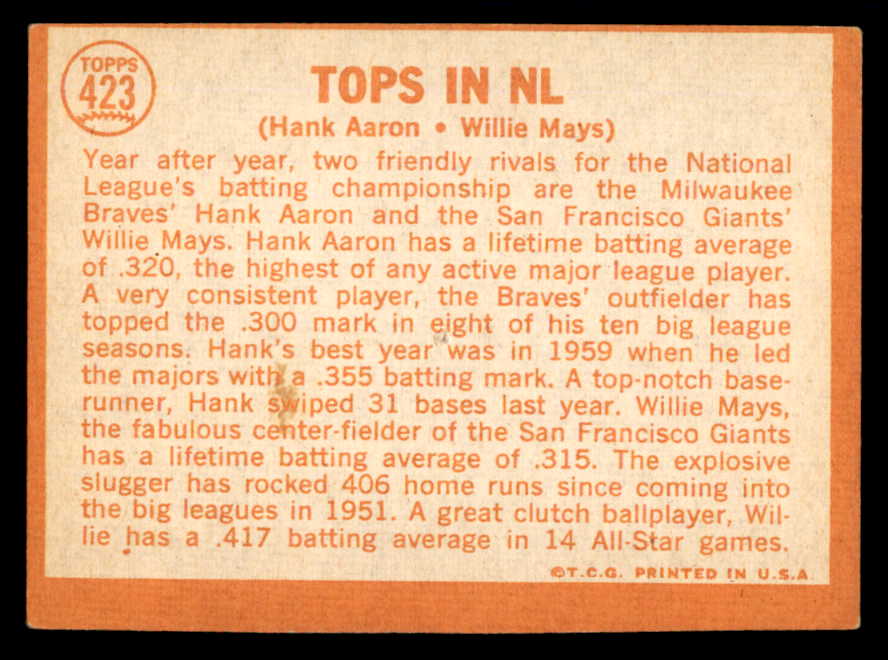 TOPPS
423
TOPS IN NL
(Hank Aaron • Willie Mays)
Year after year, two friendly rivals for the National
League's batting championship are the Milwaukee
Braves' Hank Aaron and the San Francisco Giants'
Willie Mays. Hank Aaron has a lifetime batting average
of .320, the highest of any active major league player.
A very consistent player, the Braves' outfielder has
topped the .300 mark in eight of his ten big league
seasons. Hank's best year was in 1959 when he led
the majors with a .355 batting mark. A top-notch base-
runner, Hank swiped 31 bases last year. Willie Mays,
the fabulous center-fielder of the San Francisco Giants
has a lifetime batting average of .315. The explosive
slugger has rocked 406 home runs since coming into
the big leagues in 1951. A great clutch ballplayer, Wil-
lie has a .417 batting average in 14 All-Star games.
©T.C.G. PRINTED IN U.S.A.